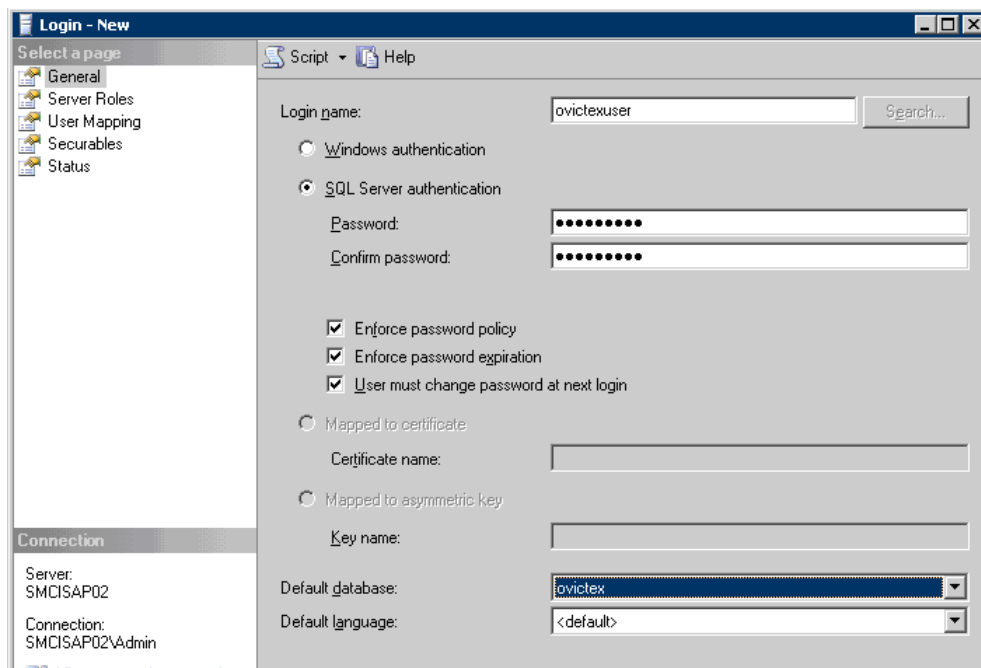 Login - New
Select a page
General
Server Roles
User Mapping
Securables
Status
Script Help
Login name: ovictexuser Search...
Windows authentication
SQL Server authentication
Password: •••••••••
Confirm password: •••••••••
Enforce password policy
Enforce password expiration
User must change password at next login
Mapped to certificate
Certificate name:
Mapped to asymmetric key
Key name:
Default database: ovictex
Default language: <default>
Connection
Server:
SMCISAP02
Connection:
SMCISAP02\Admin